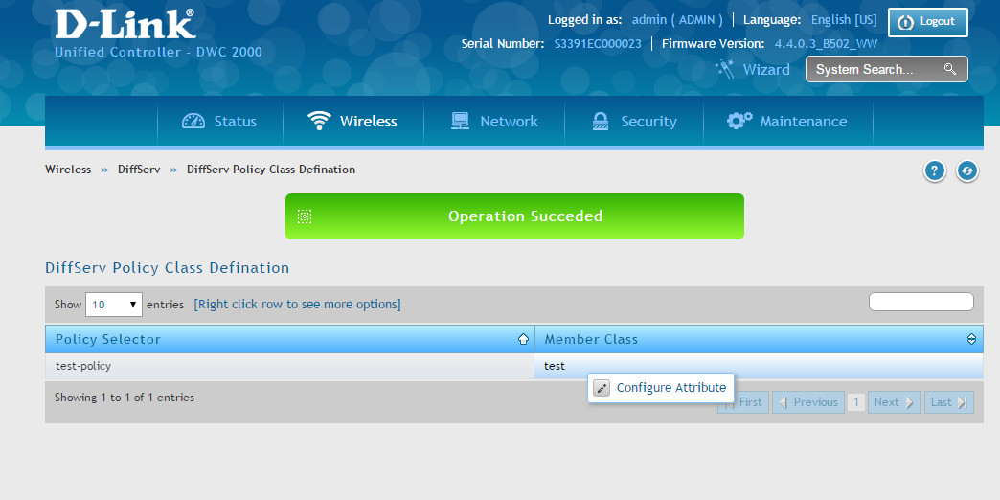 D-Link®
Unified Controller - DWC 2000
Logged in as: admin ( ADMIN ) | Language: English [US]
Logout
Serial Number: S3391EC000023 | Firmware Version: 4.4.0.3_B502_WW
Wizard
System Search...
Status
Wireless
Network
Security
Maintenance
Wireless » DiffServ » DiffServ Policy Class Defination
?
Operation Succeded
DiffServ Policy Class Defination
Show 10 entries [Right click row to see more options]
Policy Selector Member Class
test-policy test
Configure Attribute
Showing 1 to 1 of 1 entries
First Previous 1 Next Last